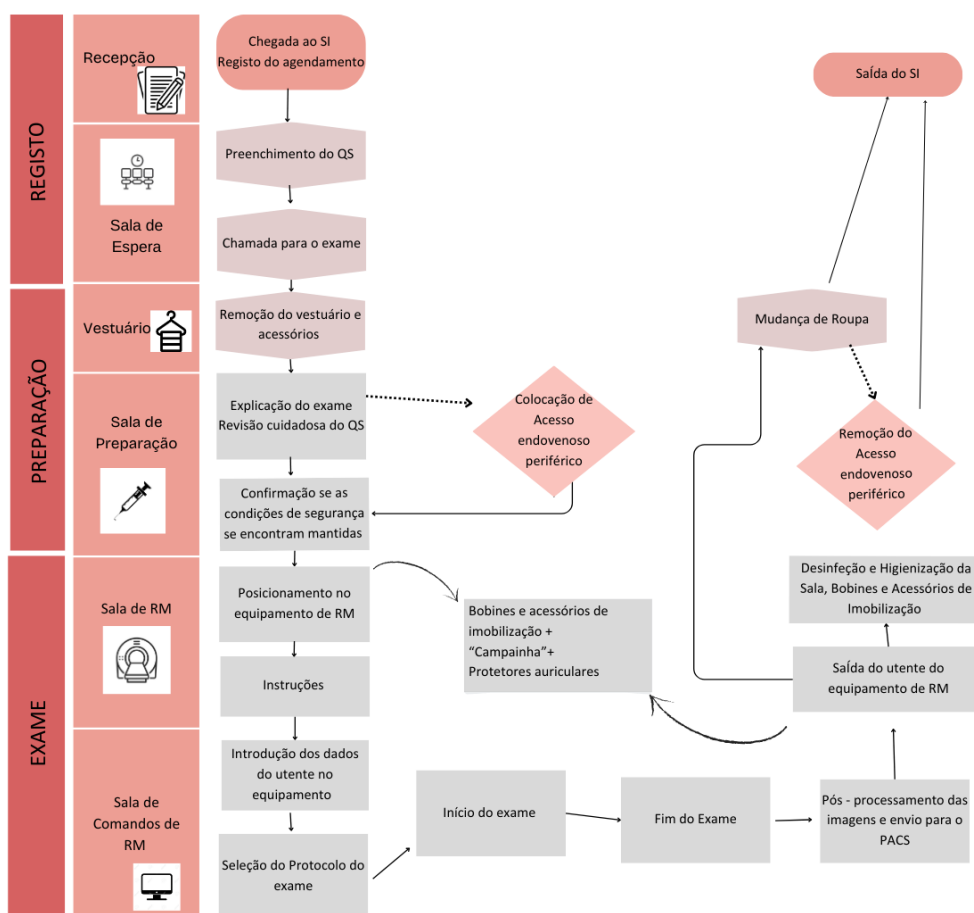 REGISTO
Recepção
Sala de
Espera
PREPARAÇÃO
Vestuário
Sala de
Preparação
EXAME
Sala de RM
Sala de
Comandos de
RM
Chegada ao SI
Registo do agendamento
Preenchimento do QS
Chamada para o exame
Remoção do vestuário e
acessórios
Explicação do exame
Revisão cuidadosa do QS
Colocação de
Acesso
endovenoso
periférico
Confirmação se as
condições de segurança
se encontram mantidas
Posicionamento no
equipamento de RM
Bobines e acessórios de
imobilização +
“Campainha”+
Protetores auriculares
Instruções
Introdução dos dados
do utente no
equipamento
Seleção do Protocolo do
exame
Início do exame
Fim do Exame
Pós - processamento das
imagens e envio para o
PACS
Saída do utente do
equipamento de RM
Desinfeção e Higienização da
Sala, Bobines e Acessórios de
Imobilização
Mudança de Roupa
Remoção do
Acesso
endovenoso
periférico
Saída do SI